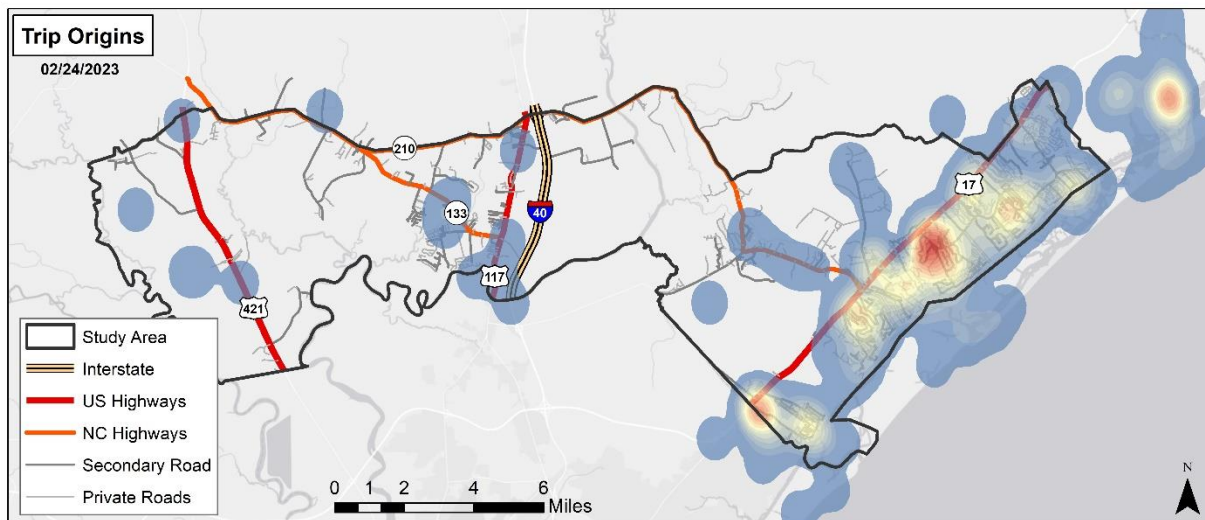 Trip Origins
02/24/2023
210
133
40
117
421
17
Study Area
Interstate
US Highways
NC Highways
Secondary Road
Private Roads
0 1 2 4 6
Miles
N